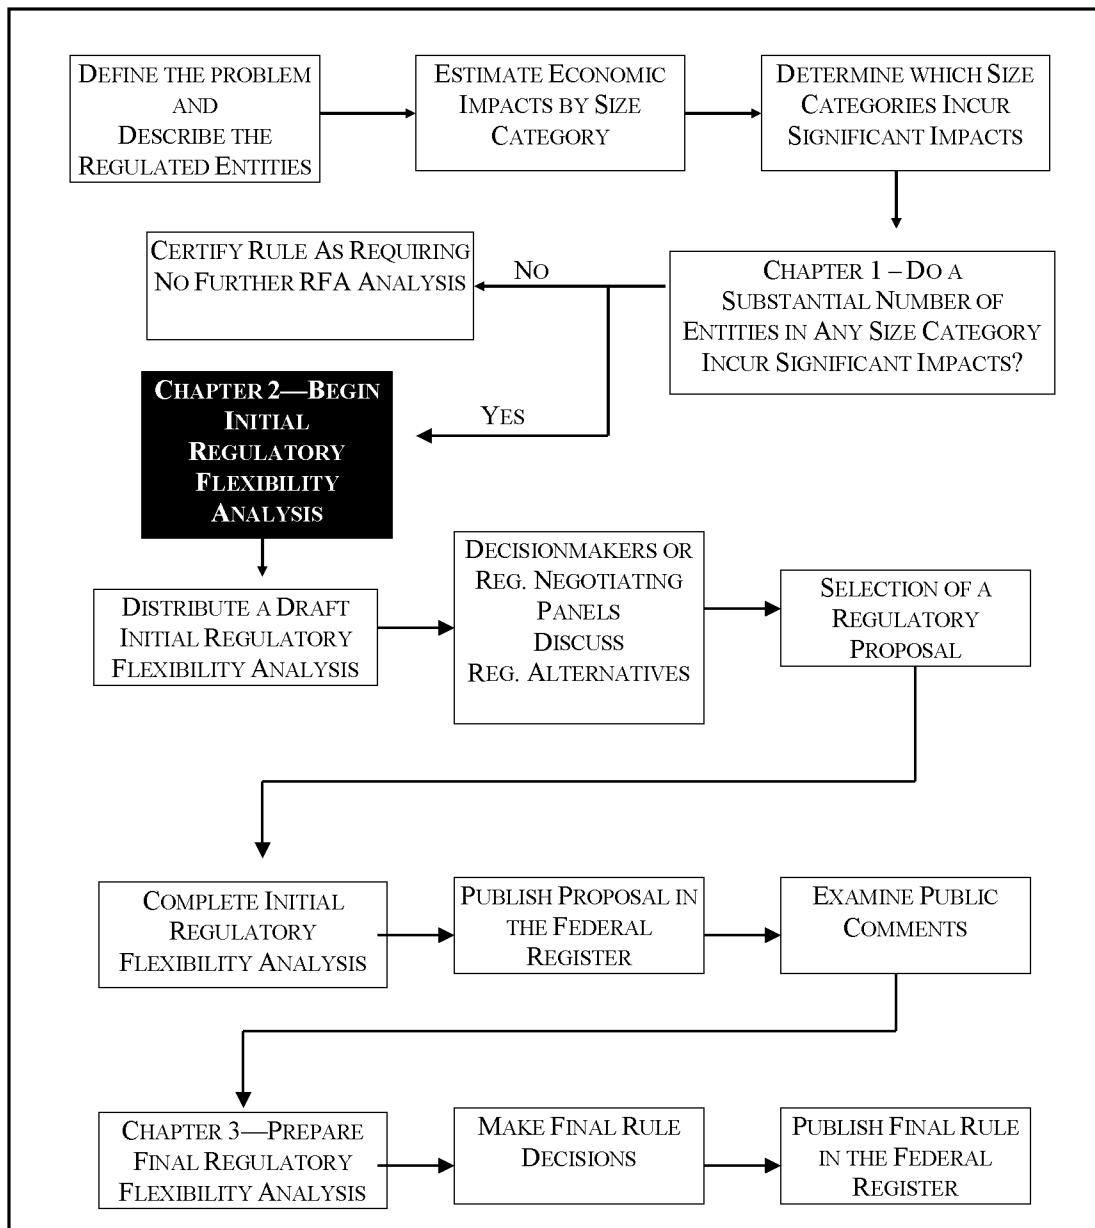 DEFINE THE PROBLEM
AND
DESCRIBE THE
REGULATED ENTITIES
ESTIMATE ECONOMIC
IMPACTS BY SIZE
CATEGORY
DETERMINE WHICH SIZE
CATEGORIES INCUR
SIGNIFICANT IMPACTS
CERTIFY RULE AS REQUIRING
NO FURTHER RFA ANALYSIS
NO
CHAPTER 1 – DO A
SUBSTANTIAL NUMBER OF
ENTITIES IN ANY SIZE CATEGORY
INCUR SIGNIFICANT IMPACTS?
CHAPTER 2—BEGIN
INITIAL
REGULATORY
FLEXIBILITY
ANALYSIS
YES
DISTRIBUTE A DRAFT
INITIAL REGULATORY
FLEXIBILITY ANALYSIS
DECISIONMAKERS OR
REG. NEGOTIATING
PANELS
DISCUSS
REG. ALTERNATIVES
SELECTION OF A
REGULATORY
PROPOSAL
COMPLETE INITIAL
REGULATORY
FLEXIBILITY ANALYSIS
PUBLISH PROPOSAL IN
THE FEDERAL
REGISTER
EXAMINE PUBLIC
COMMENTS
CHAPTER 3—PREPARE
FINAL REGULATORY
FLEXIBILITY ANALYSIS
MAKE FINAL RULE
DECISIONS
PUBLISH FINAL RULE
IN THE FEDERAL
REGISTER